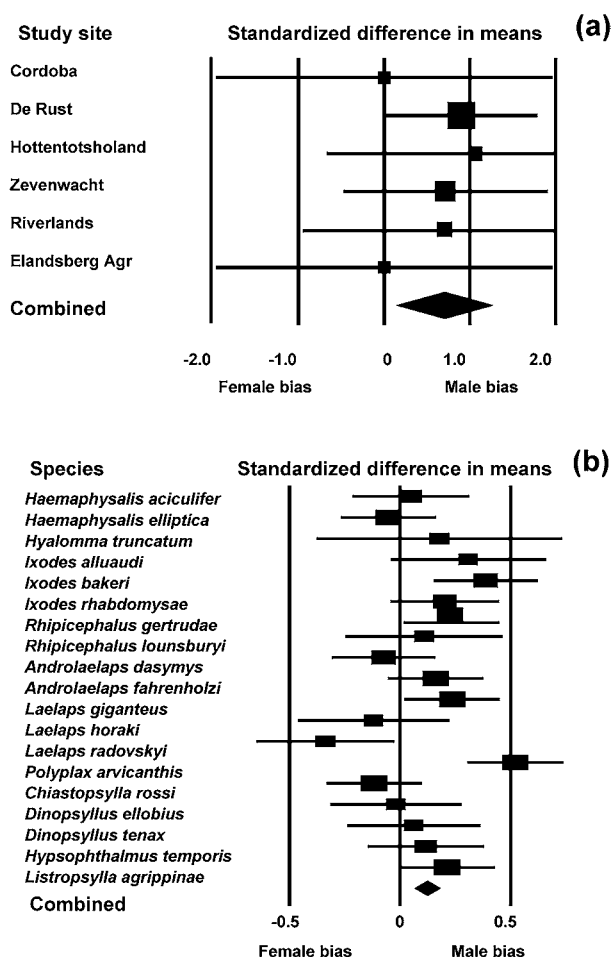 (a)
Study site Standardized difference in means
Cordoba
De Rust
Hottentotsholand
Zevenwacht
Riverlands
Elandsberg Agr
Combined
-2.0 -1.0 0 1.0 2.0
Female bias Male bias
(b)
Species Standardized difference in means
Haemaphysalis aciculifer
Haemaphysalis elliptica
Hyalomma truncatum
Ixodes alluaudi
Ixodes bakeri
Ixodes rhabdomysae
Rhipicephalus gertrudae
Rhipicephalus lounsburyi
Androlaelaps dasymys
Androlaelaps fahrenholzi
Laelaps giganteus
Laelaps horaki
Laelaps radovskyi
Polyplax arvicanthis
Chiastopsylla rossi
Dinopsyllus ellobius
Dinopsyllus tenax
Hypsophthalmus temporis
Listropsylla agrippinae
Combined
-0.5 0 0.5
Female bias Male bias